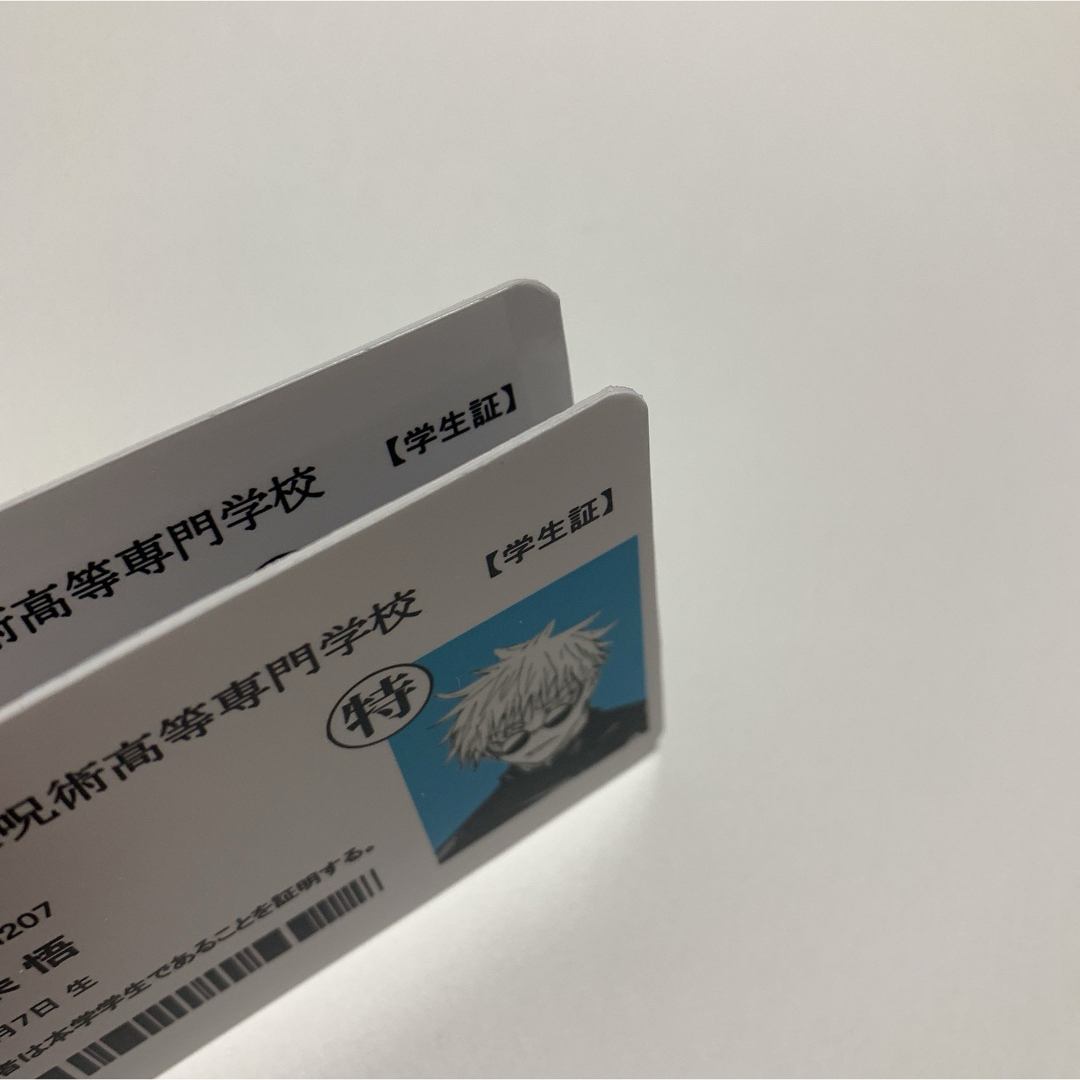 【学生証】
術高等専門学校
【学生証】
呪術高等専門学校
特
207
悟
月7日 生
者は本学学生であることを証明する。